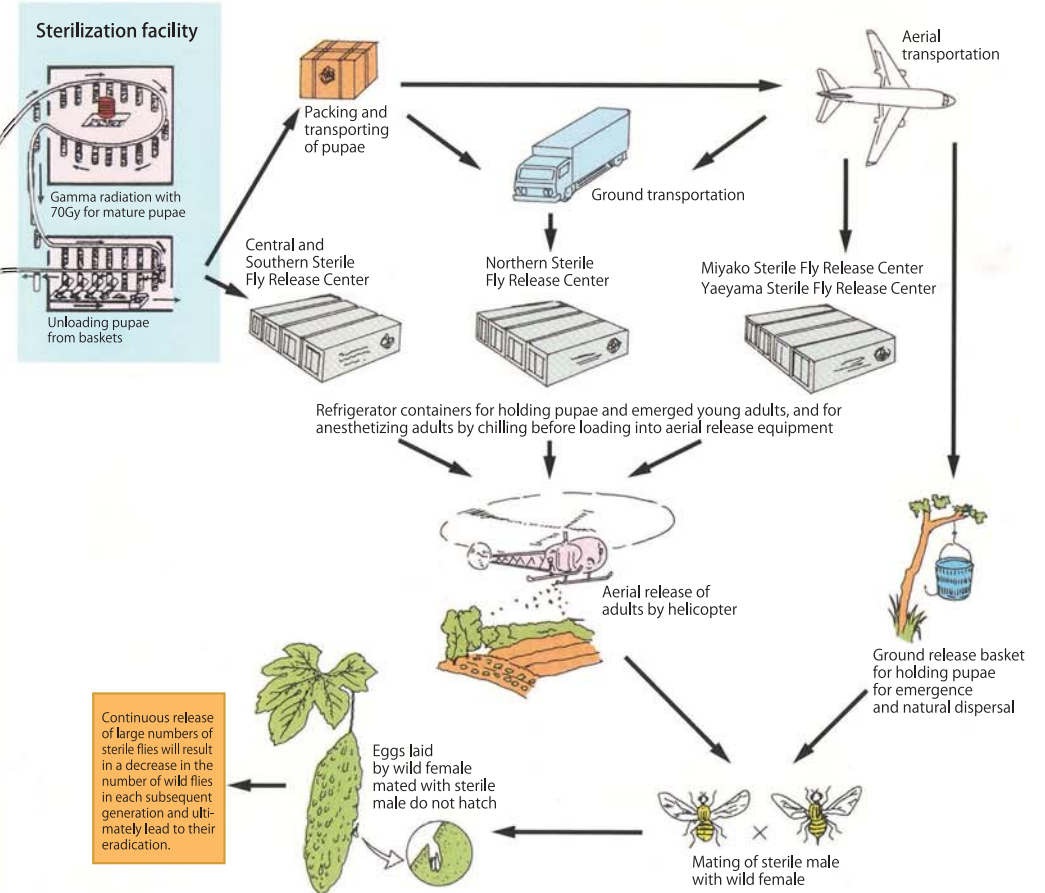 Sterilization facility
Gamma radiation with
70Gy for mature pupae
Unloading pupae
from baskets
Packing and
transporting
of pupae
Aerial
transportation
Ground transportation
Central and
Southern Sterile
Fly Release Center
Northern Sterile
Fly Release Center
Miyako Sterile Fly Release Center
Yaeyama Sterile Fly Release Center
Refrigerator containers for holding pupae and emerged young adults, and for
anesthetizing adults by chilling before loading into aerial release equipment
Aerial release of
adults by helicopter
Ground release basket
for holding pupae
for emergence
and natural dispersal
Mating of sterile male
with wild female
Eggs laid
by wild female
mated with sterile
male do not hatch
Continuous release
of large numbers of
sterile flies will result
in a decrease in the
number of wild flies
in each subsequent
generation and ulti-
mately lead to their
eradication.